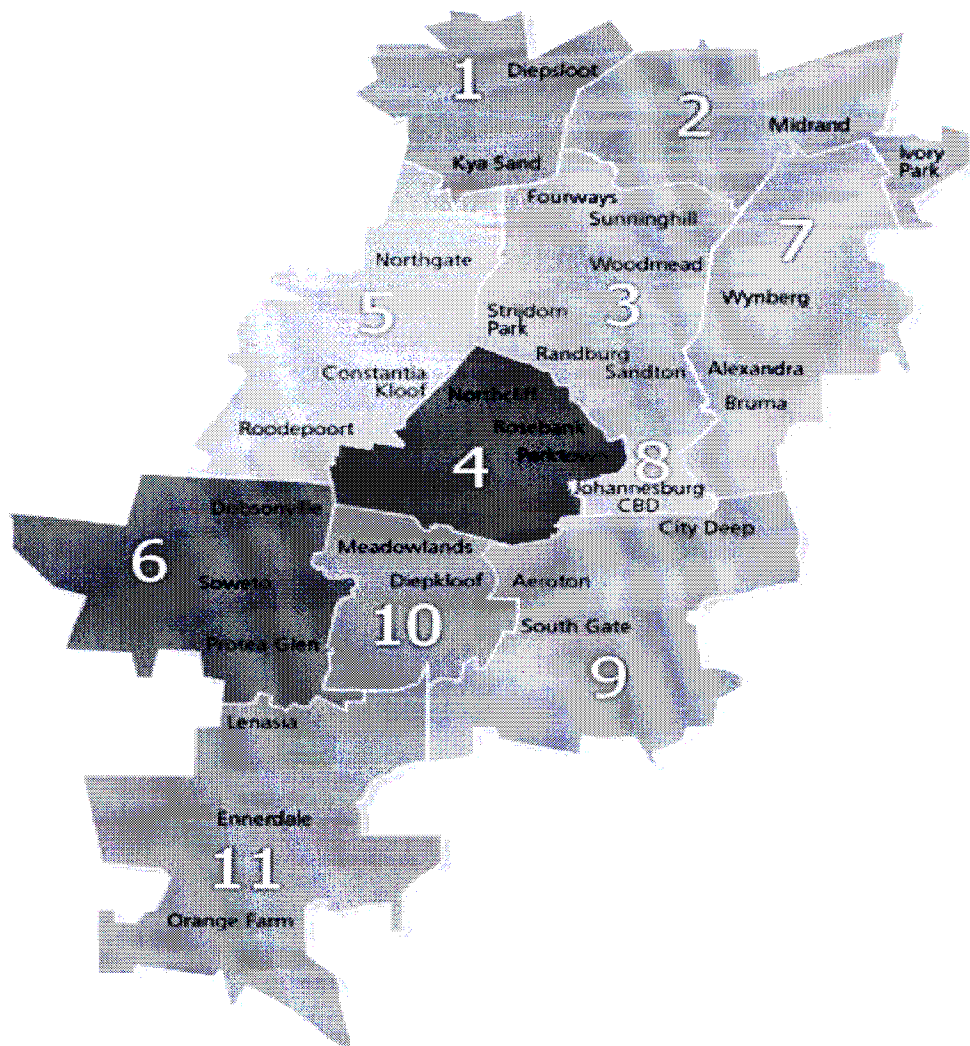 1
Diepsloot
2
Midrand
Ivory
Park
Kya Sand
Fourways
Sunninghill
7
Northgate
Woodmead
5
3
Wynberg
Strijdom
Park
Randburg
Sandton
Constantia
Kloof
Alexandra
Northcliff
Bruma
Roodepoort
Rosebank
Parktown
4
8
Johannesburg
CBD
Dobsonville
City Deep
Meadowlands
6
Soweto
Diepkloof
Aeroton
10
South Gate
Protea Glen
9
Lenasia
Ennerdale
11
Orange Farm